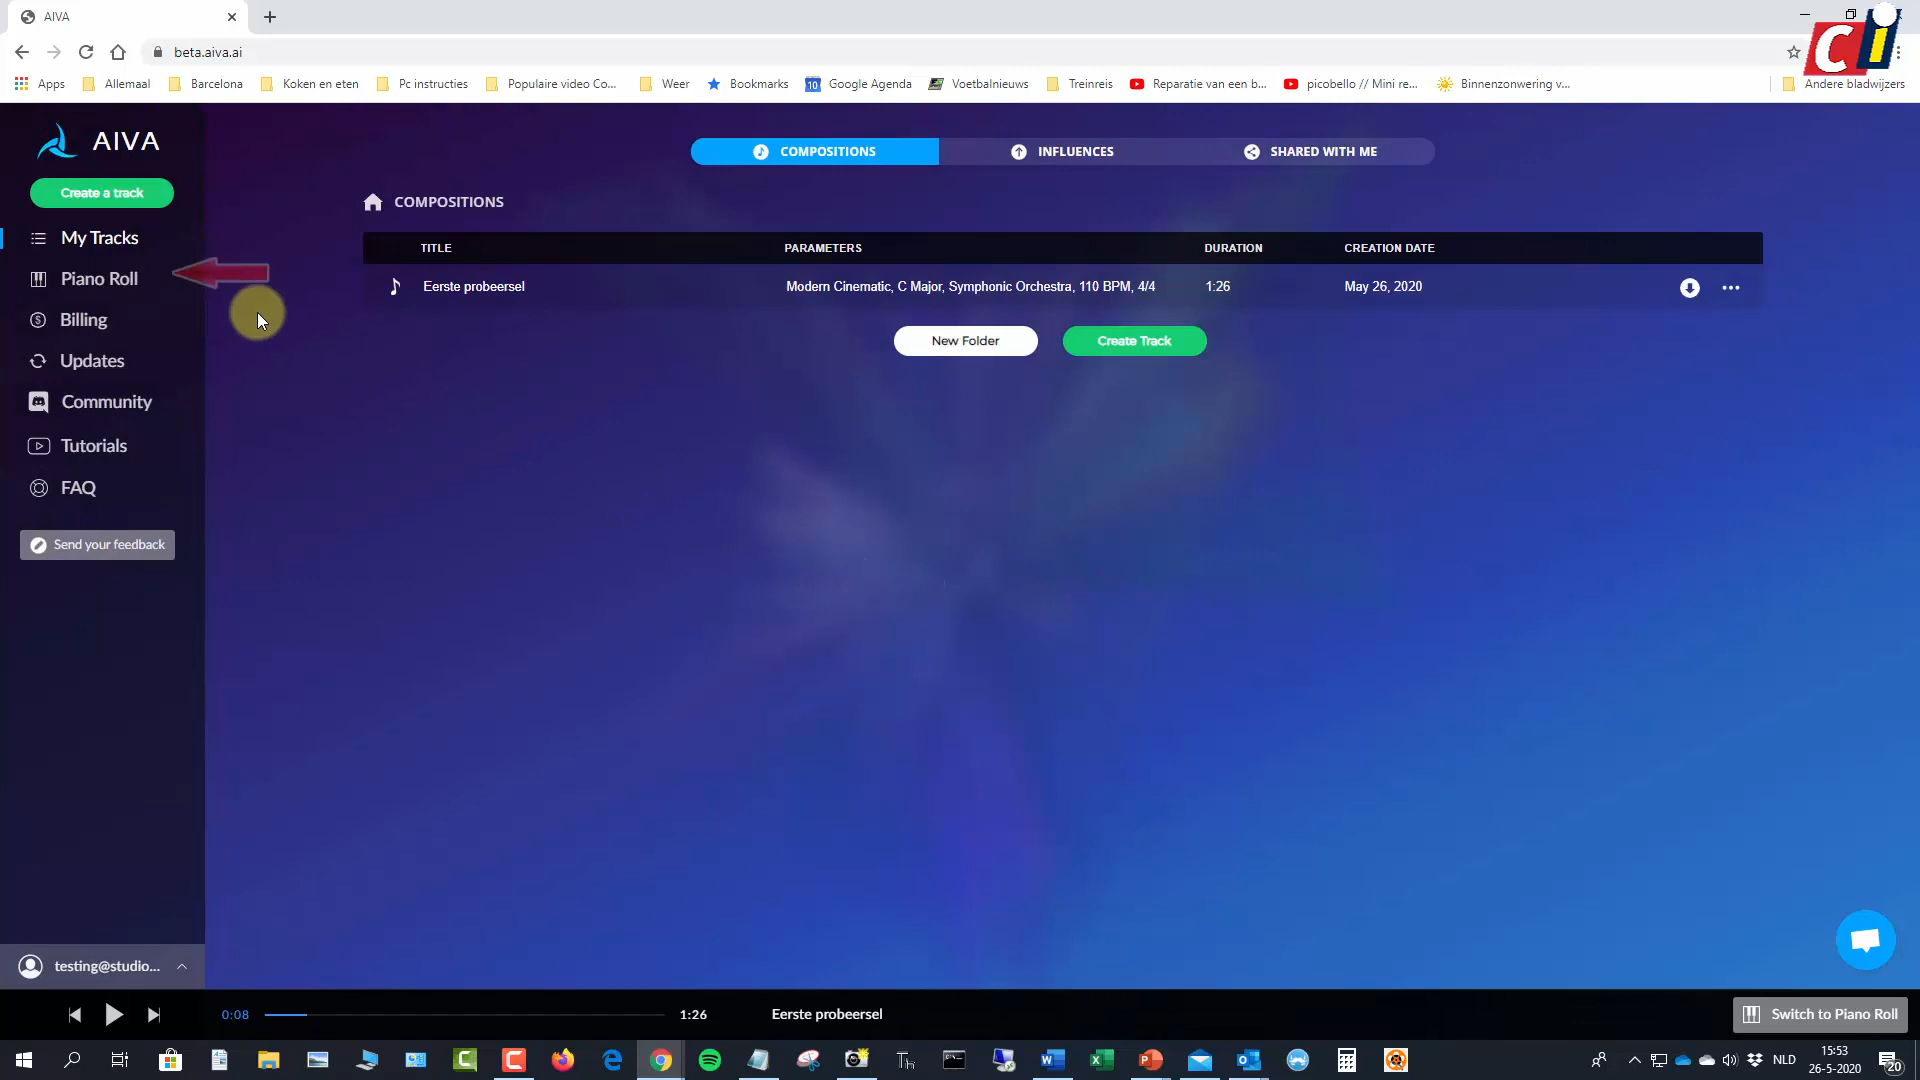 AIVA
beta.aiva.ai
Apps Allemaal Barcelona Koken en eten Pc instructies Populaire video Co... Weer Bookmarks 10 Google Agenda Voetbalnieuws Treinreis Reparatie van een b... picobello // Mini re... Binnenzonwering v... Andere bladwijzers
Ci
AIVA
Create a track
My Tracks
Piano Roll
Billing
Updates
Community
Tutorials
FAQ
Send your feedback
COMPOSITIONS INFLUENCES SHARED WITH ME
COMPOSITIONS
TITLE PARAMETERS DURATION CREATION DATE
Eerste probeersel Modern Cinematic, C Major, Symphonic Orchestra, 110 BPM, 4/4 1:26 May 26, 2020
New Folder Create Track
testing@studio...
0:08 1:26 Eerste probeersel Switch to Piano Roll
NLD 15:53
26-5-2020 20